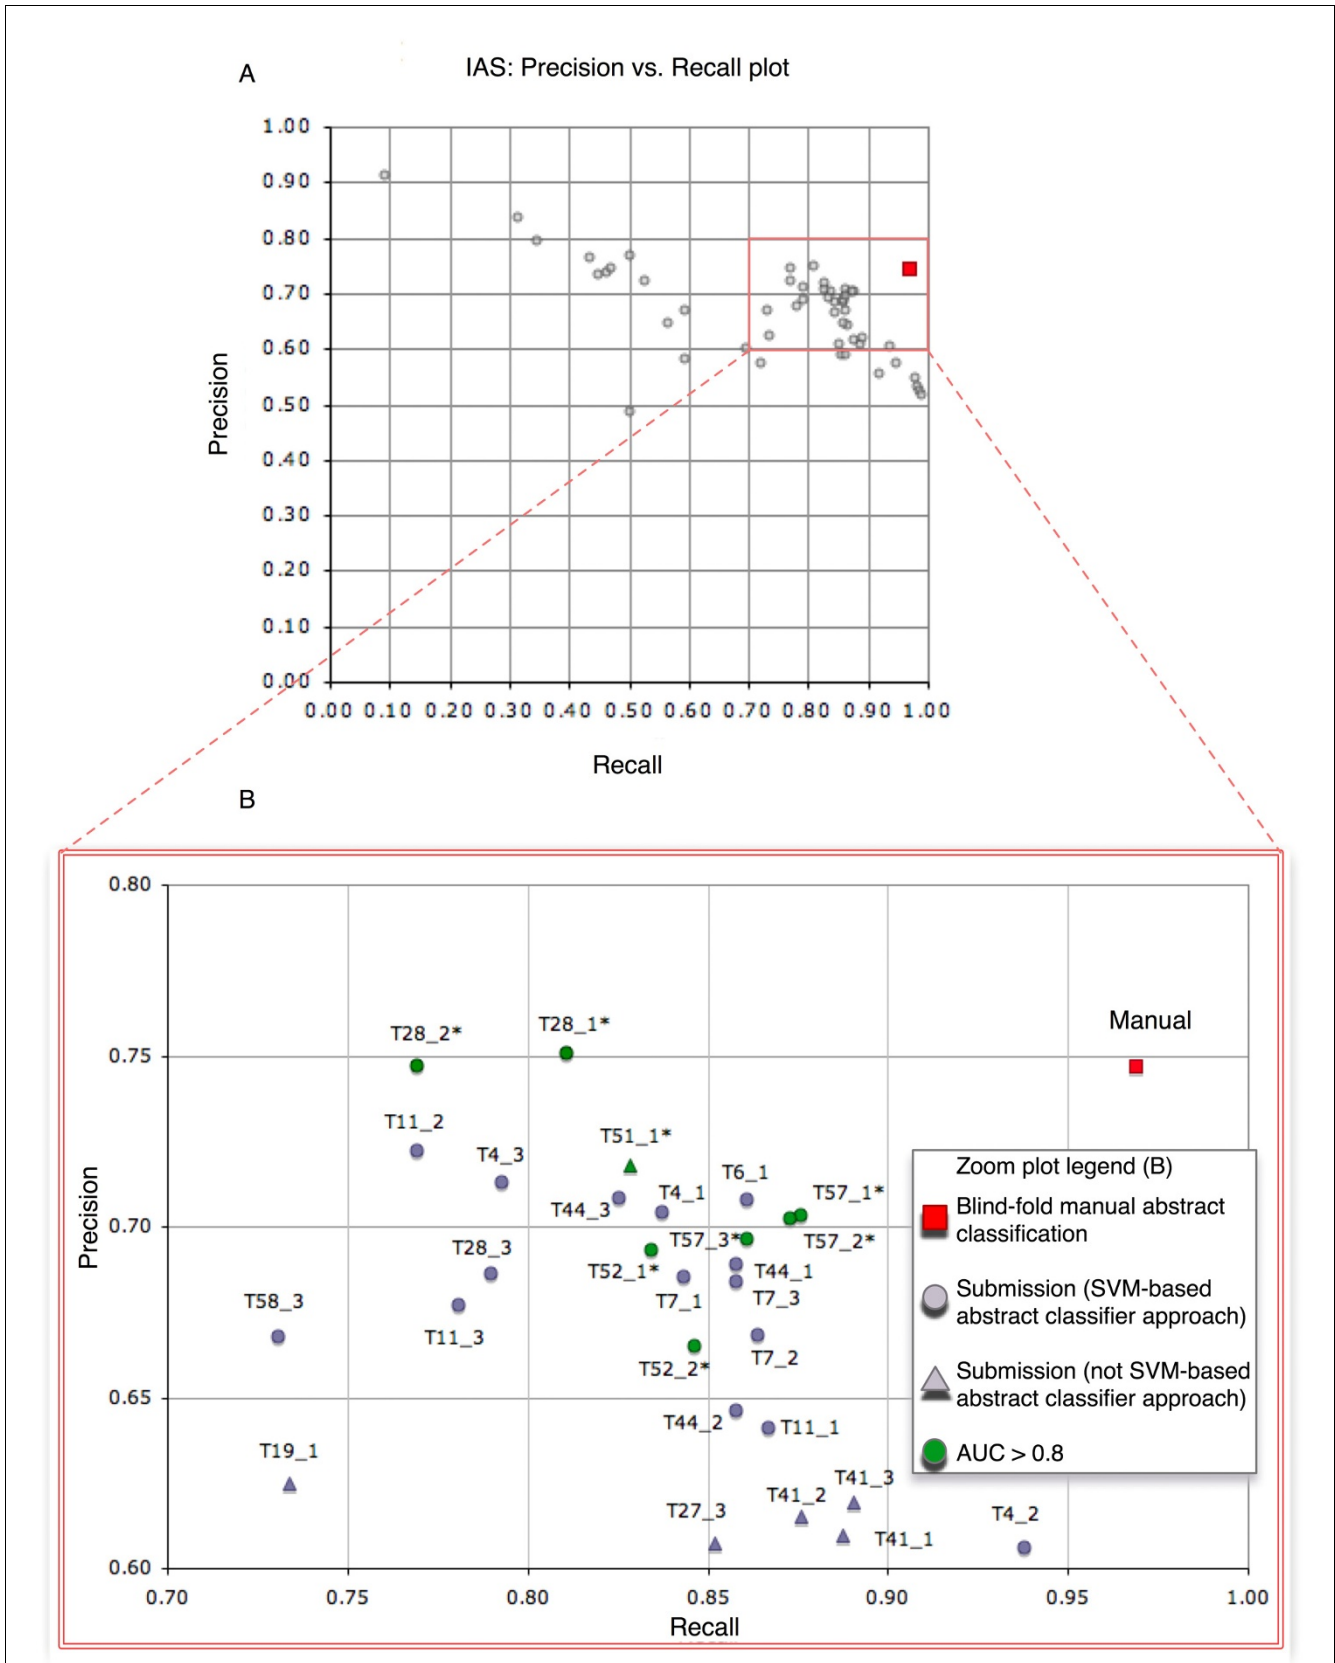 A
IAS: Precision vs. Recall plot
1.00
0.90
0.80
0.70
0.60
0.50
0.40
0.30
0.20
0.10
0.00
Precision
0.00 0.10 0.20 0.30 0.40 0.50 0.60 0.70 0.80 0.90 1.00
Recall
B
0.80
0.75
0.70
0.65
0.60
Precision
T28_2*
T28_1*
Manual
T11_2
T51_1*
T4_3
T6_1
T44_3
T4_1
T57_1*
T57_3*
T57_2*
T28_3
T52_1*
T44_1
T58_3
T7_1
T7_3
T11_3
T52_2*
T7_2
T44_2
T11_1
T19_1
T41_3
T41_2
T27_3
T4_2
T41_1
Zoom plot legend (B)
Blind-fold manual abstract
classification
Submission (SVM-based
abstract classifier approach)
Submission (not SVM-based
abstract classifier approach)
AUC > 0.8
0.70 0.75 0.80 0.85 0.90 0.95 1.00
Recall